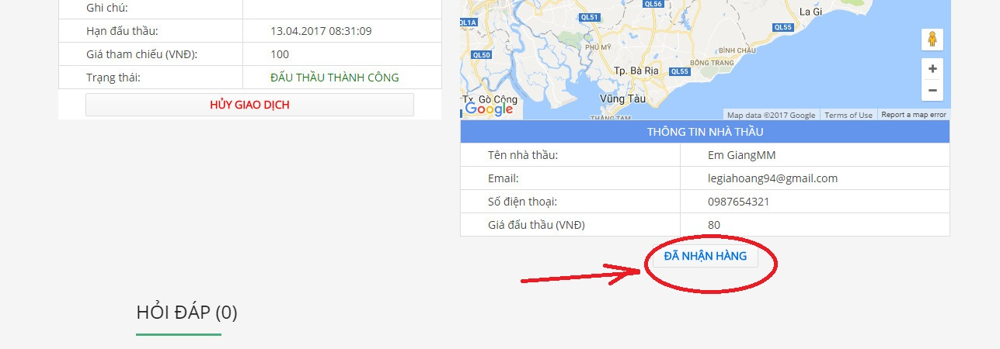 Ghi chú:
Hạn đấu thầu: 13.04.2017 08:31:09
Giá tham chiếu (VNĐ): 100
Trạng thái: ĐẤU THẦU THÀNH CÔNG
HỦY GIAO DỊCH
QL1A
QL56
QL51
La Gi
QL55
PHÚ MỸ
BÌNH CHÂU
QL50
BÔNG TRANG
Tp. Bà Rịa
QL55
Tx. Gò Công
Vũng Tàu
THẮNG TAM
Google
Map data ©2017 Google
Terms of Use
Report a map error
THÔNG TIN NHÀ THẦU
Tên nhà thầu: Em GiangMM
Email: legiahoang94@gmail.com
Số điện thoại: 0987654321
Giá đấu thầu (VNĐ) 80
ĐÃ NHẬN HÀNG
HỎI ĐÁP (0)